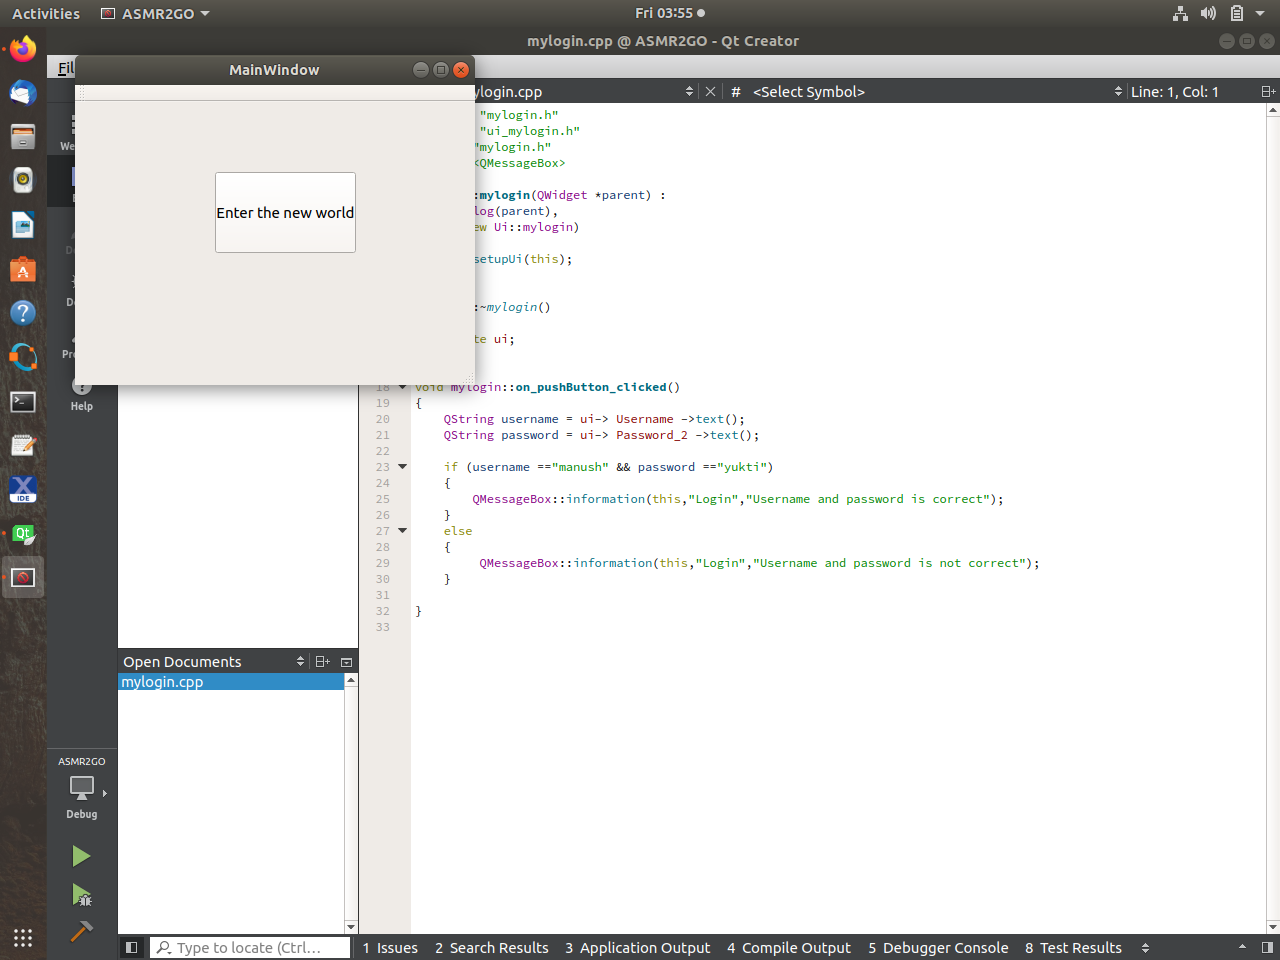 Activities
ASMR2GO
Fri 03:55
mylogin.cpp @ ASMR2GO - Qt Creator
MainWindow
Enter the new world
Help
ylogin.cpp
# <Select Symbol>
Line: 1, Col: 1
"mylogin.h"
"ui_mylogin.h"
"mylogin.h"
<QMessageBox>
:mylogin(QWidget *parent) :
log(parent),
ew Ui::mylogin)
setupUi(this);
:~mylogin()
te ui;
18 void mylogin::on_pushButton_clicked()
19 {
20 QString username = ui-> Username ->text();
21 QString password = ui-> Password_2 ->text();
22
23 if (username =="manush" && password =="yukti")
24 {
25 QMessageBox::information(this,"Login","Username and password is correct");
26 }
27 else
28 {
29 QMessageBox::information(this,"Login","Username and password is not correct");
30 }
31
32 }
33
Open Documents
mylogin.cpp
ASMR2GO
Debug
Type to locate (Ctrl...
1 Issues
2 Search Results
3 Application Output
4 Compile Output
5 Debugger Console
8 Test Results
X
IDE
Qt